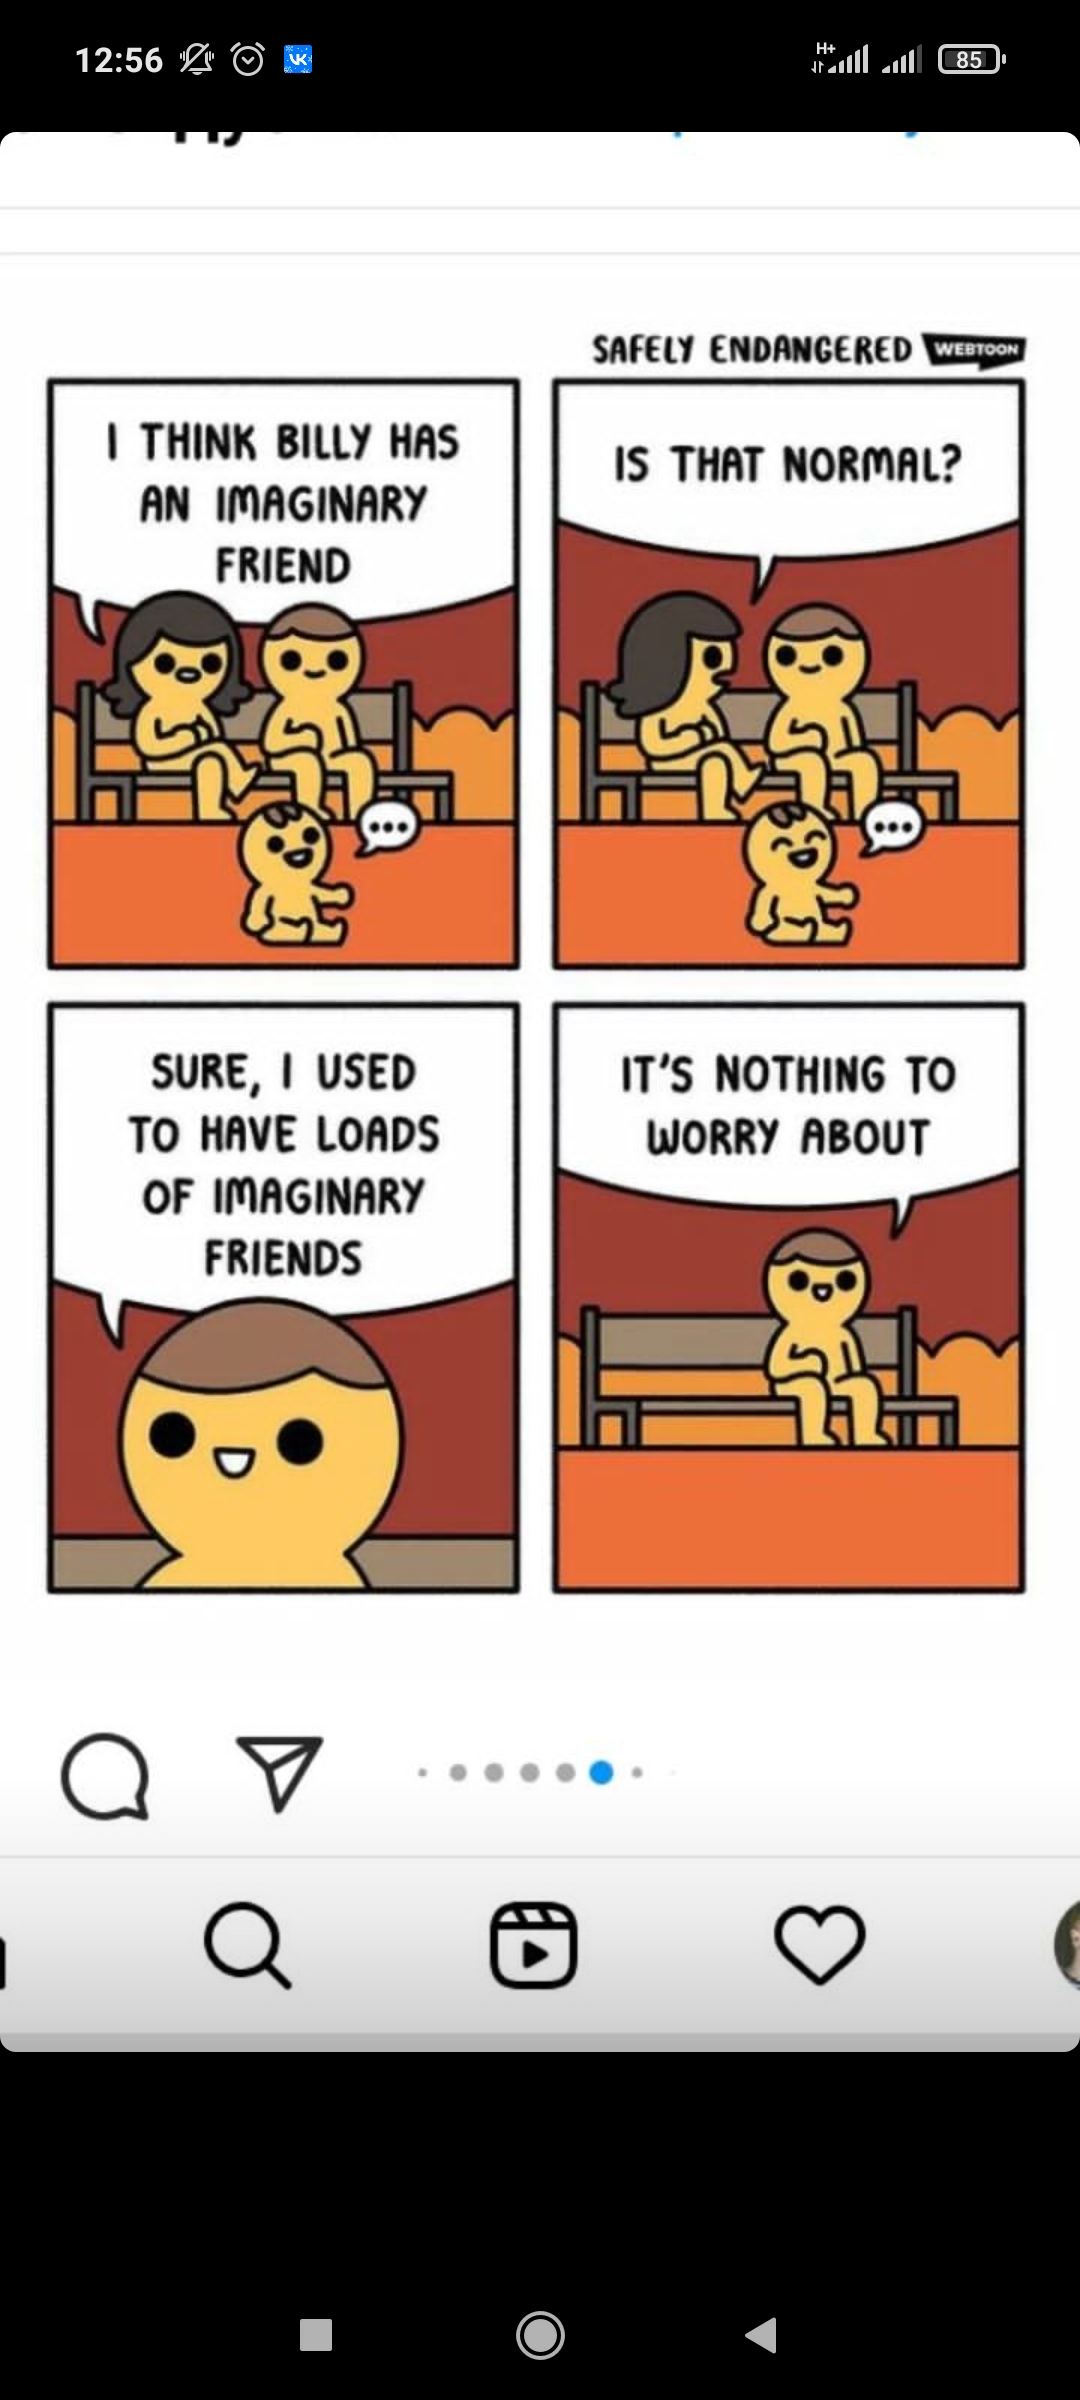 12:56
H+
85
SAFELY ENDANGERED WEBTOON
I THINK BILLY HAS
AN IMAGINARY
FRIEND
IS THAT NORMAL?
...
...
SURE, I USED
TO HAVE LOADS
OF IMAGINARY
FRIENDS
IT'S NOTHING TO
WORRY ABOUT